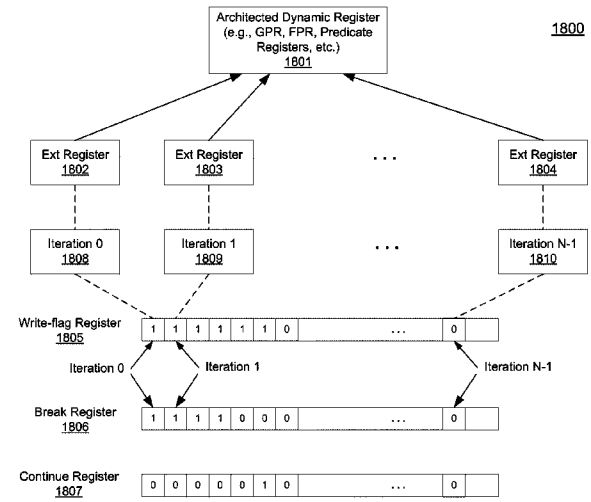 Architected Dynamic Register
(e.g., GPR, FPR, Predicate
Registers, etc.)
1801
1800
Ext Register
1802
Ext Register
1803
. . .
Ext Register
1804
Iteration 0
1808
Iteration 1
1809
. . .
Iteration N-1
1810
Write-flag Register
1805
1 1 1 1 1 1 0 ... 0
Iteration 0
Iteration 1
Iteration N-1
Break Register
1806
1 1 1 1 0 0 0 ... 0
Continue Register
1807
0 0 0 0 0 1 0 ... 0